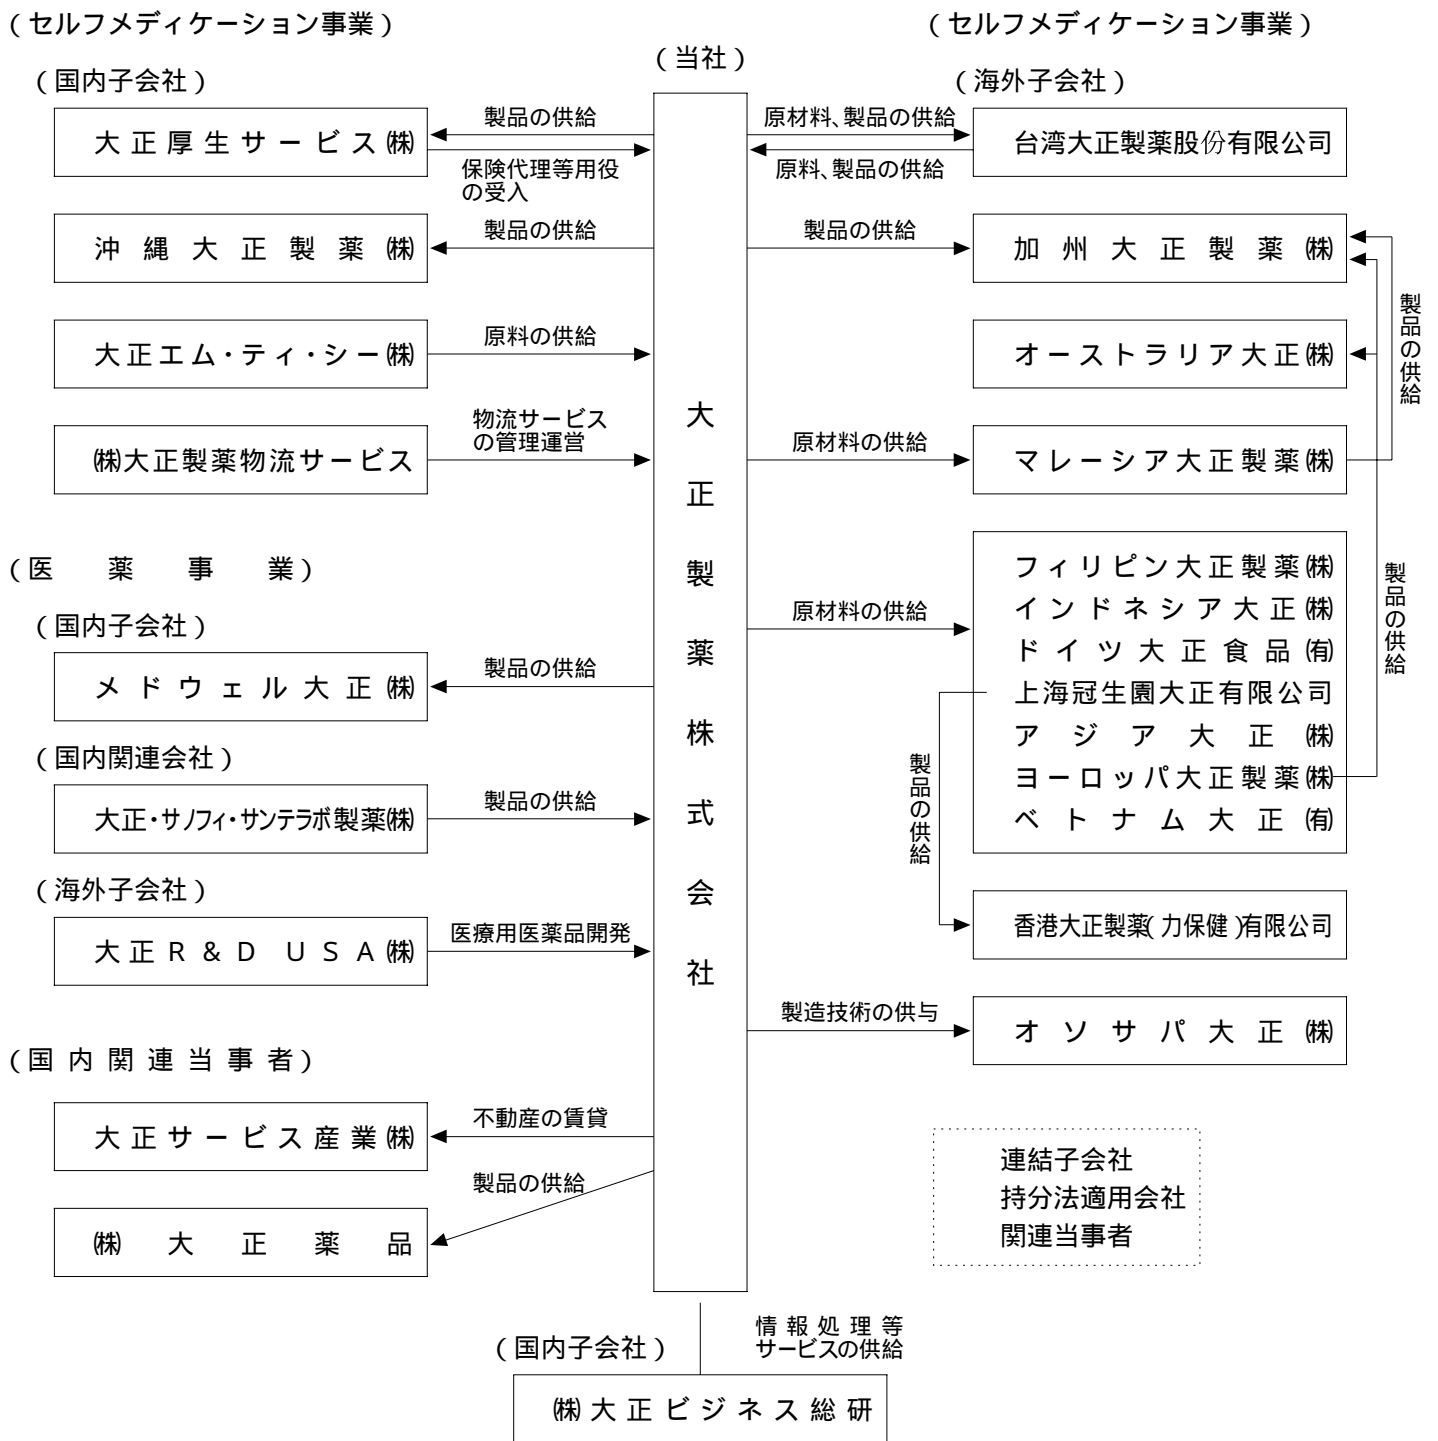 (セルフメディケーション事業)
(国内子会社)
大正厚生サービス㈱
製品の供給
保険代理等用役
の受入
沖縄大正製薬㈱
製品の供給
大正エム・ティ・シー㈱
原料の供給
㈱大正製薬物流サービス
物流サービス
の管理運営
(医薬事業)
(国内子会社)
メドウェル大正㈱
製品の供給
(国内関連会社)
大正・サノフィ・サンテラボ製薬㈱
製品の供給
(海外子会社)
大正R&D USA㈱
医療用医薬品開発
(国内関連当事者)
大正サービス産業㈱
不動産の賃貸
製品の供給
㈱大正薬品
(当社)
大正製薬株式会社
(セルフメディケーション事業)
(海外子会社)
原材料、製品の供給
台湾大正製薬股份有限公司
原料、製品の供給
製品の供給
加州大正製薬㈱
オーストラリア大正㈱
製品の供給
原材料の供給
マレーシア大正製薬㈱
原材料の供給
フィリピン大正製薬㈱
インドネシア大正㈱
ドイツ大正食品㈲
上海冠生園大正有限公司
アジア大正㈱
ヨーロッパ大正製薬㈱
ベトナム大正㈲
製品の供給
製品の供給
香港大正製薬(力保健)有限公司
製造技術の供与
オソサパ大正㈱
連結子会社
持分法適用会社
関連当事者
(国内子会社)
情報処理等
サービスの供給
㈱大正ビジネス総研